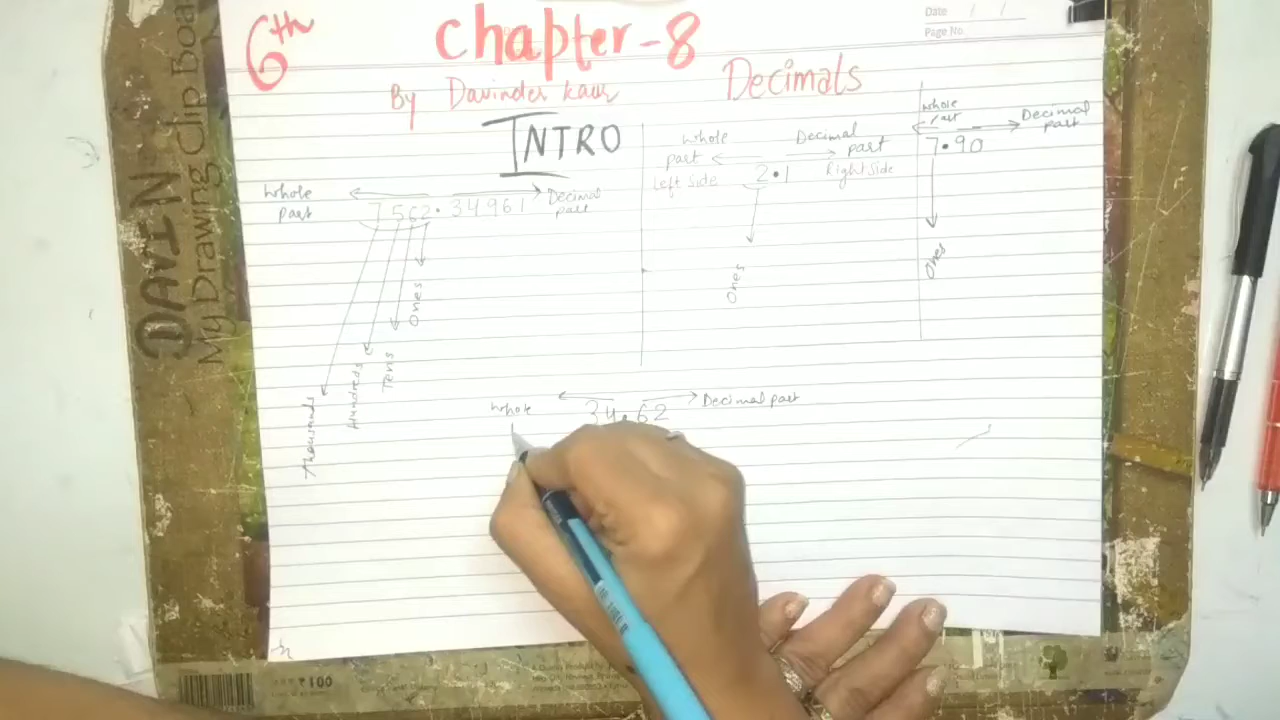 6th
Chapter-8
Date / /
Page No.
By Davinder Kaur
Decimals
INTRO
Whole part
Decimal part
7562.34961
Thousands
Hundreds
Tens
Ones
Whole part
Left side
Decimal part
Right side
2.1
Ones
Whole part
Decimal part
7.90
Ones
Whole
34.62
Decimal part
DAVIN
My Drawing Clip Board
001